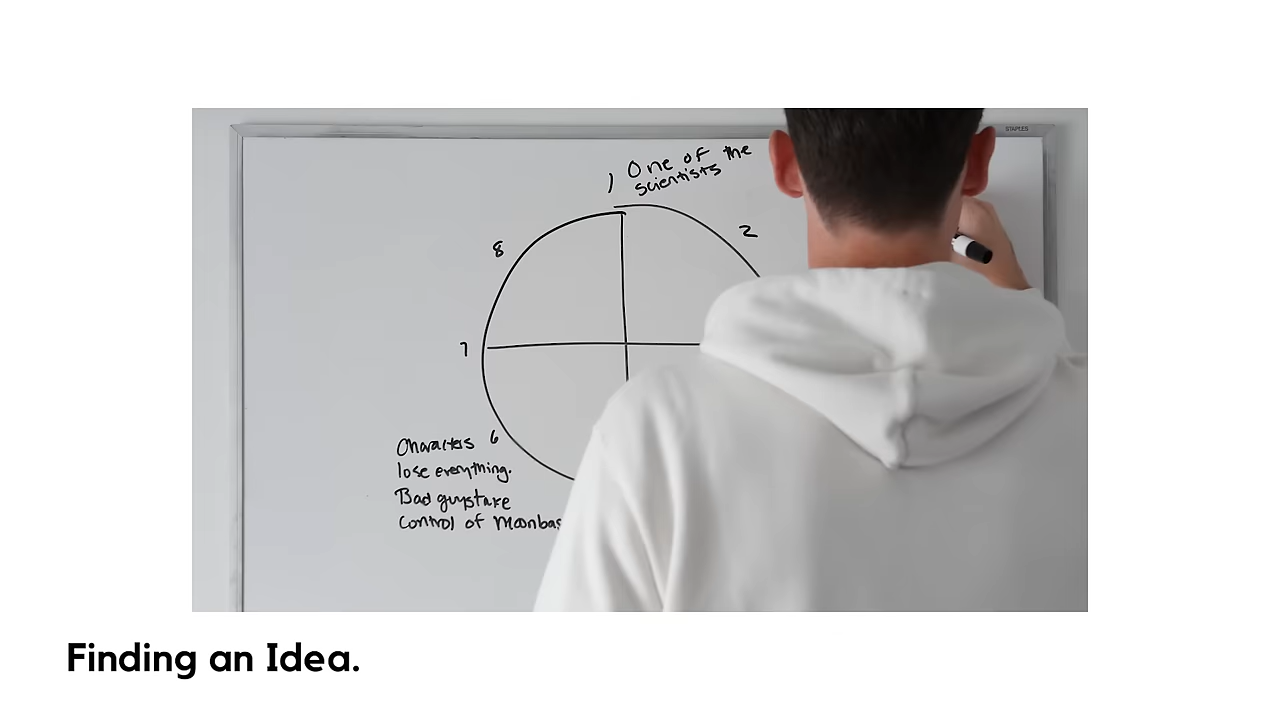 STAPLES
1 One of the
scientists
2
8
7
6
Characters
lose everything.
Bad guys take
control of Moonbas
Finding an Idea.